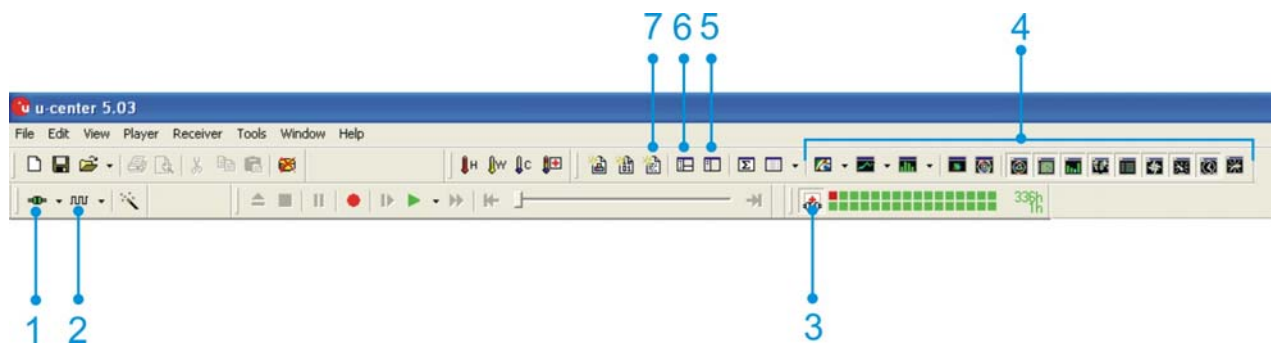 7 6 5 4
u-center 5.03
File Edit View Player Receiver Tools Window Help
H W C Σ
336h
1h
1 2 3